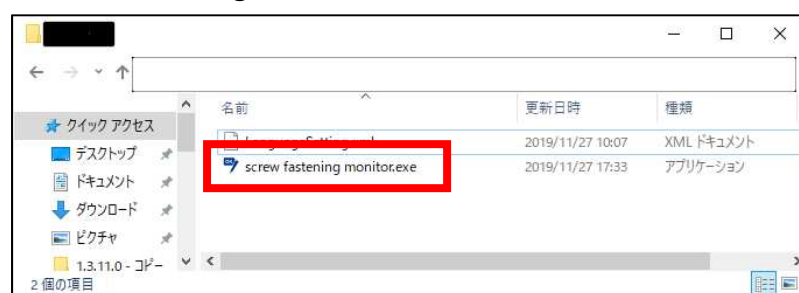 名前 更新日時 種類
クイック アクセス
2019/11/27 10:07 XML ドキュメント
デスクトップ
screw fastening monitor.exe 2019/11/27 17:33 アプリケーション
ドキュメント
ダウンロード
ピクチャ
1.3.11.0 - コピー
2 個の項目